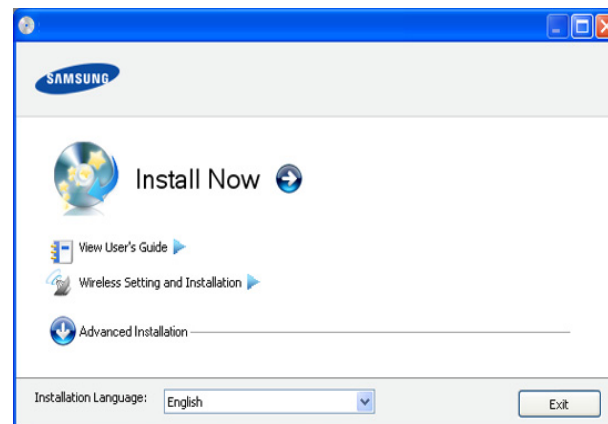 SAMSUNG
Install Now
View User's Guide
Wireless Setting and Installation
Advanced Installation
Installation Language: English Exit